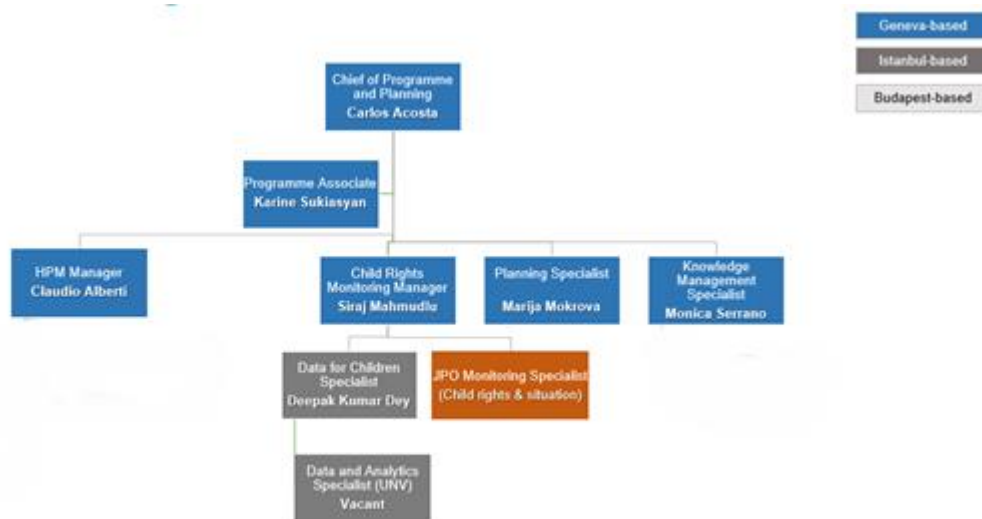 Geneva-based
Istanbul-based
Budapest-based
Chief of Programme
and Planning
Carlos Acosta
Programme Associate
Karine Sukiasyan
HPM Manager
Claudio Alberti
Child Rights
Monitoring Manager
Siraj Mahmudlu
Planning Specialist
Marija Mokrova
Knowledge
Management
Specialist
Monica Serrano
Data for Children
Specialist
Deepak Kumar Dey
JPO Monitoring Specialist
(Child rights & situation)
Data and Analytics
Specialist (UNV)
Vacant